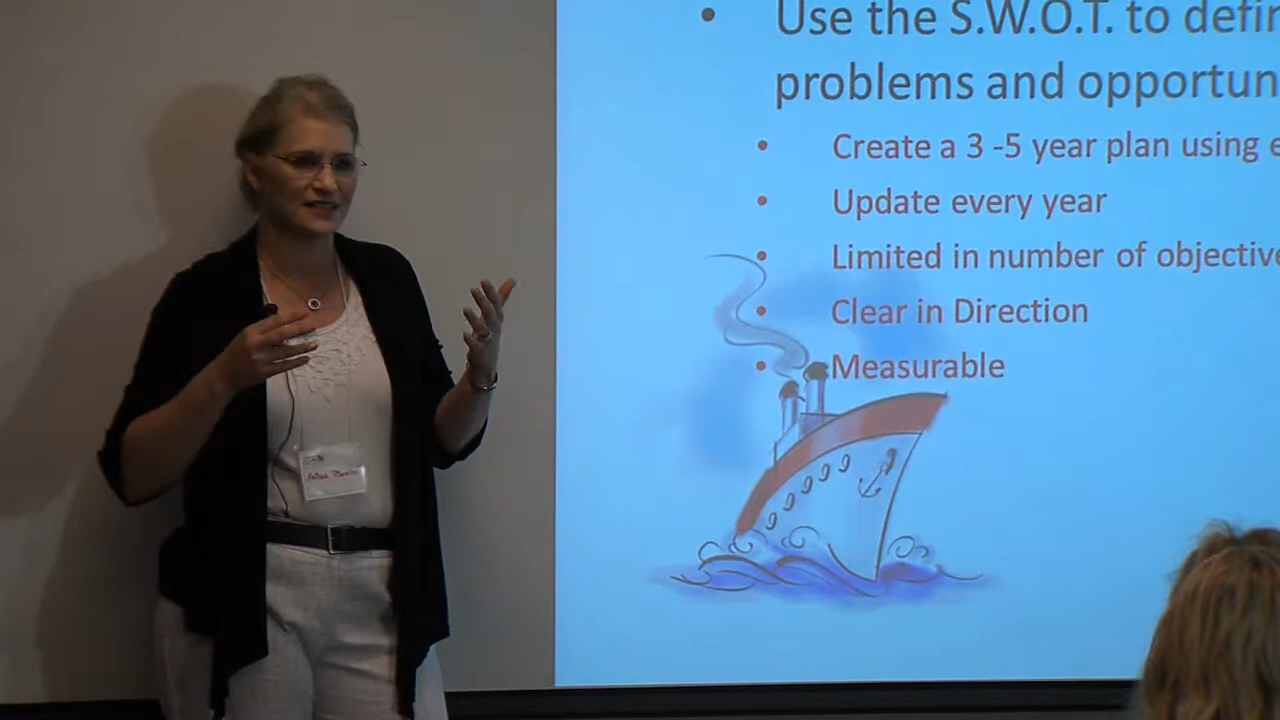 • Use the S.W.O.T. to defin
problems and opportun
• Create a 3 -5 year plan using e
• Update every year
• Limited in number of objective
• Clear in Direction
• Measurable